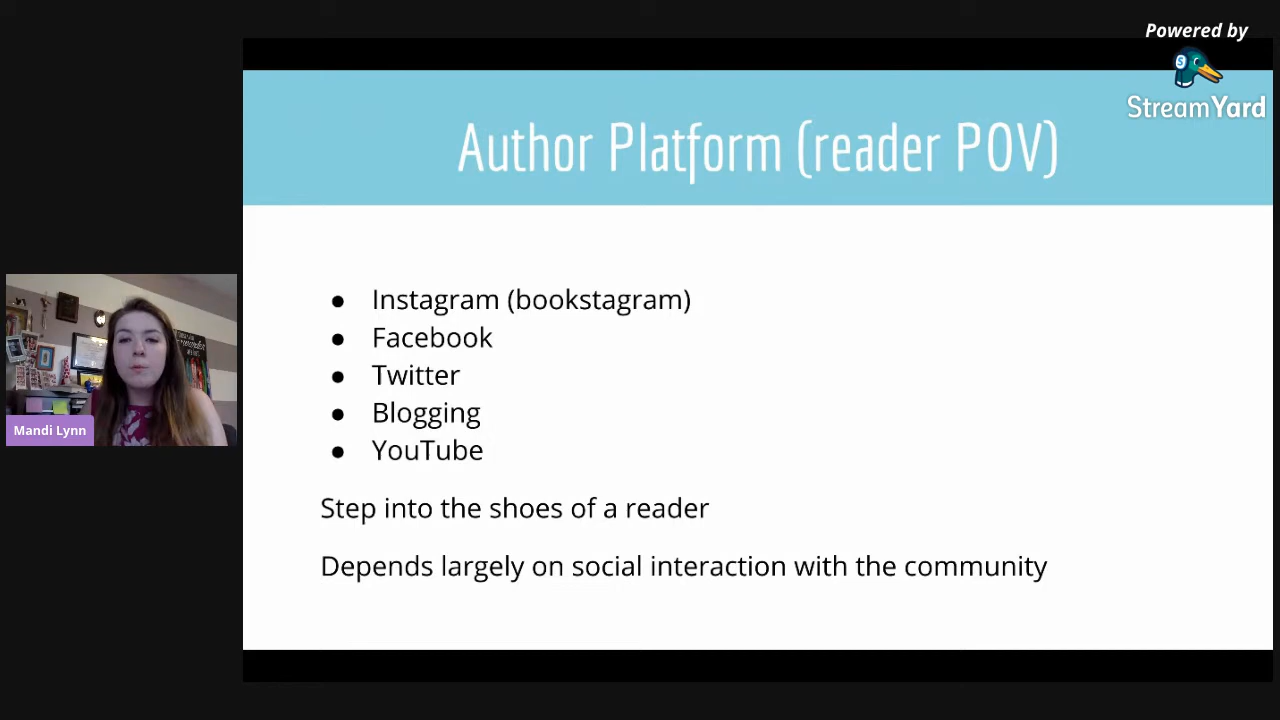 Powered by
StreamYard
Author Platform (reader POV)
● Instagram (bookstagram)
● Facebook
● Twitter
● Blogging
● YouTube
Step into the shoes of a reader
Depends largely on social interaction with the community
Mandi Lynn